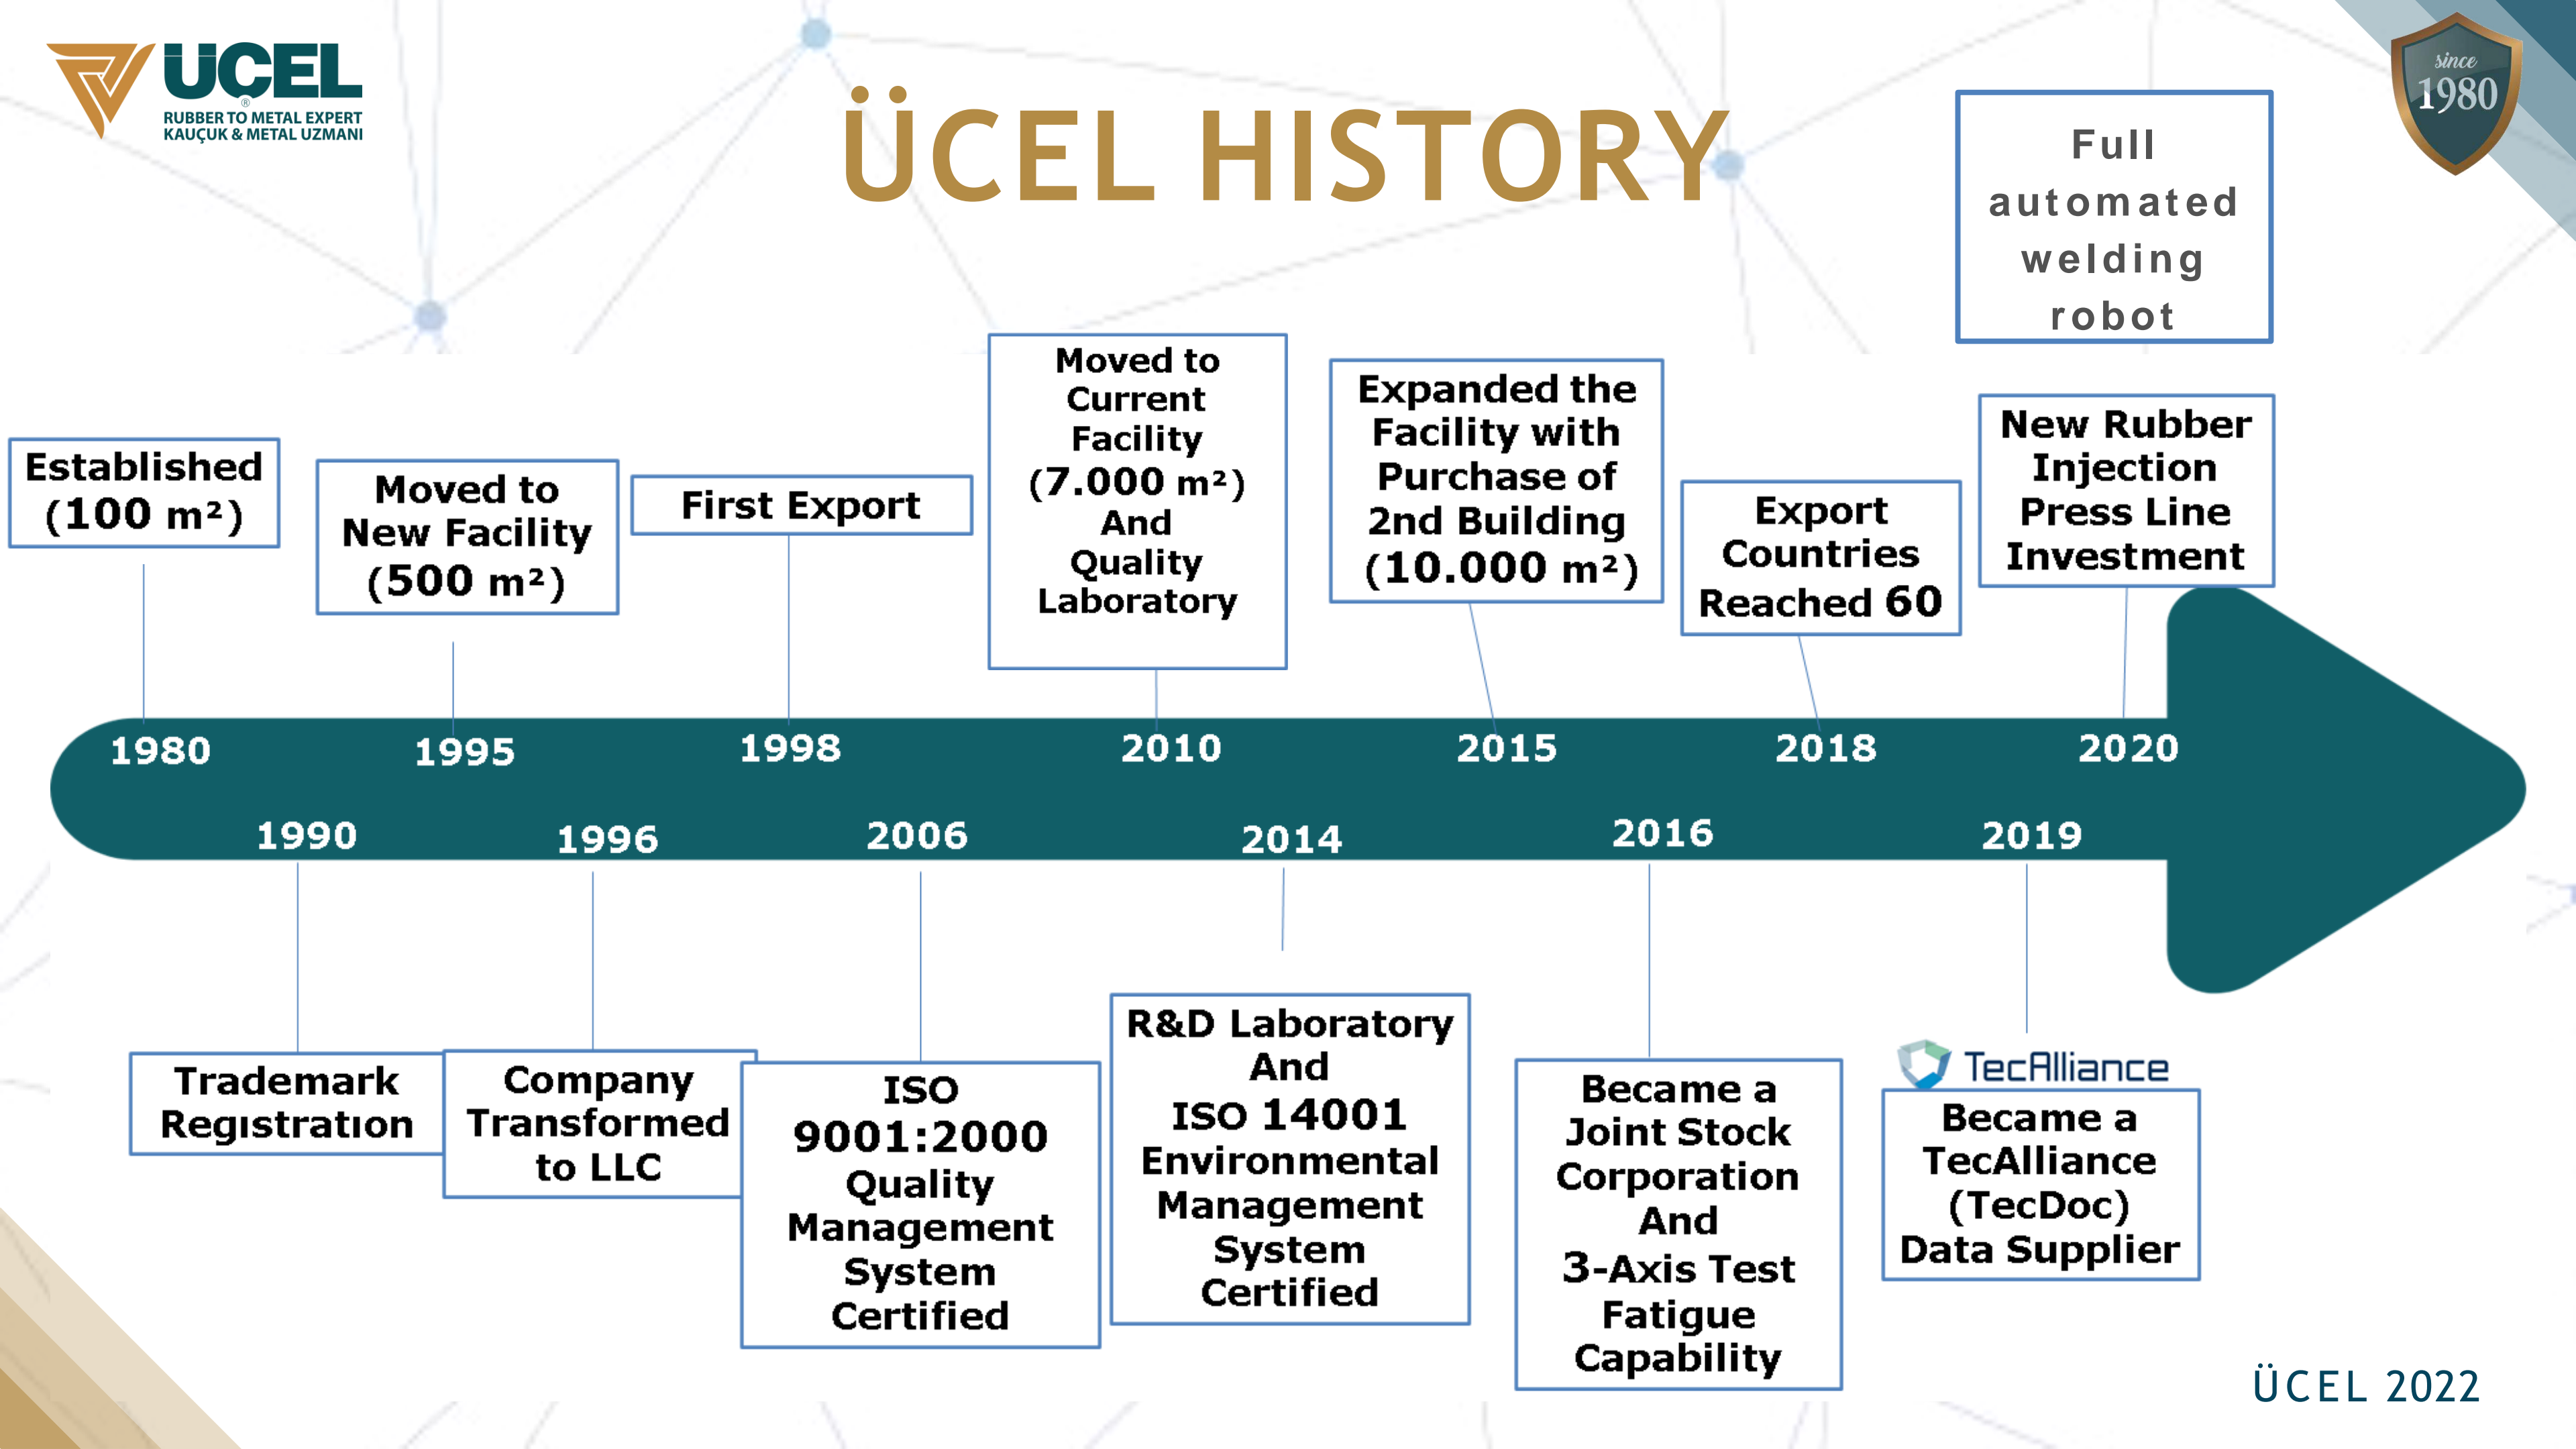 ÜCEL
®
RUBBER TO METAL EXPERT
KAUÇUK & METAL UZMANI
ÜCEL HISTORY
since
1980
Full
automated
welding
robot
Established
(100 m²)
Moved to
New Facility
(500 m²)
First Export
Moved to
Current
Facility
(7.000 m²)
And
Quality
Laboratory
Expanded the
Facility with
Purchase of
2nd Building
(10.000 m²)
Export
Countries
Reached 60
New Rubber
Injection
Press Line
Investment
1980
1995
1998
2010
2015
2018
2020
1990
1996
2006
2014
2016
2019
Trademark
Regıstratıon
Company
Transformed
to LLC
ISO
9001:2000
Quality
Management
System
Certified
R&D Laboratory
And
ISO 14001
Environmental
Management
System
Certified
Became a
Joint Stock
Corporation
And
3-Axis Test
Fatigue
Capability
TecAlliance
Became a
TecAlliance
(TecDoc)
Data Supplier
ÜCEL 2022